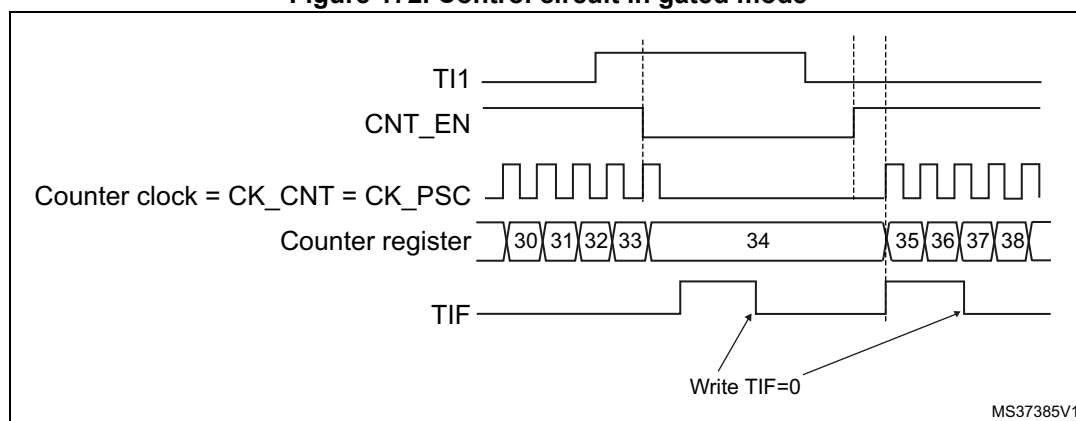 Figure 172. Control circuit in gated mode
TI1
CNT_EN
Counter clock = CK_CNT = CK_PSC
Counter register 30 31 32 33 34 35 36 37 38
TIF
Write TIF=0
MS37385V1